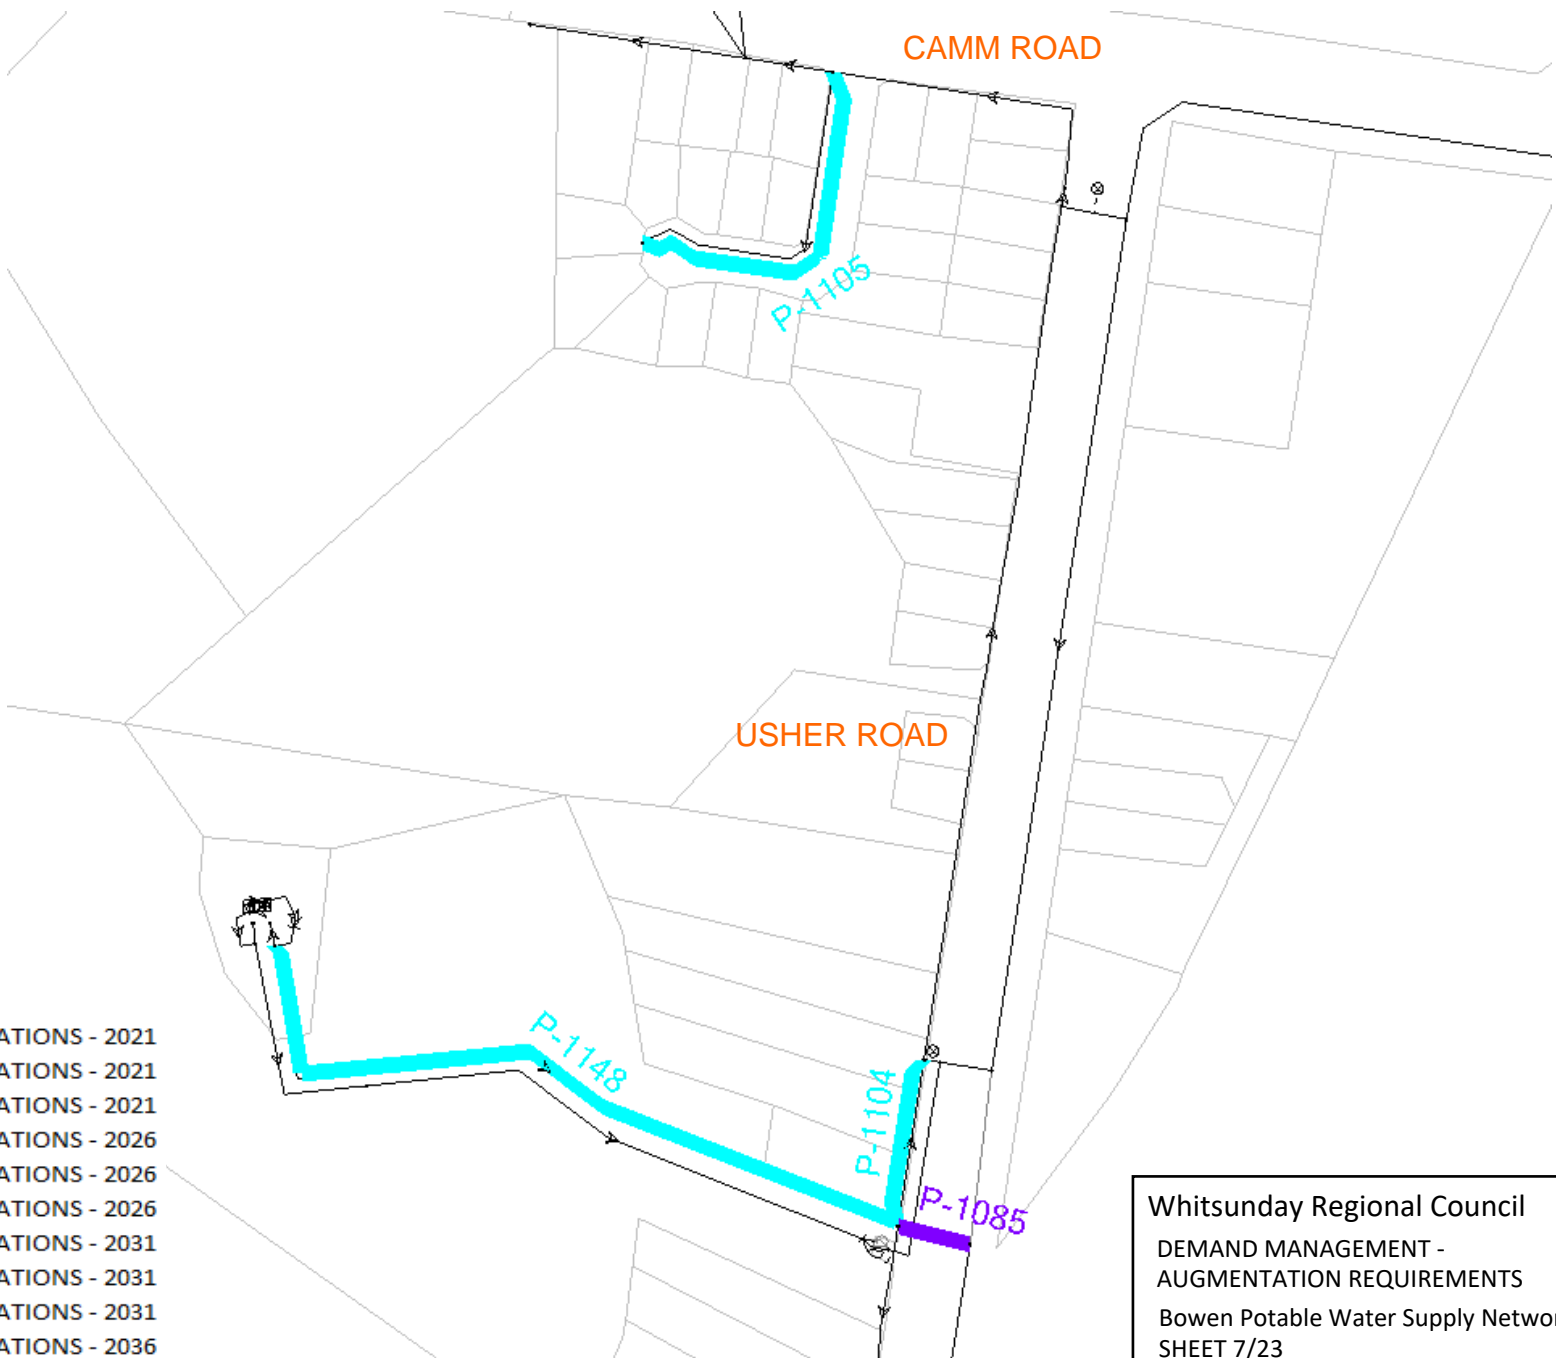 CAMM ROAD
P-1105
USHER ROAD
P-1148
P-1104
P-1085
ATIONS - 2021
ATIONS - 2021
ATIONS - 2021
ATIONS - 2026
ATIONS - 2026
ATIONS - 2026
ATIONS - 2031
ATIONS - 2031
ATIONS - 2031
ATIONS - 2036
Whitsunday Regional Council
DEMAND MANAGEMENT -
AUGMENTATION REQUIREMENTS
Bowen Potable Water Supply Networ
SHEET 7/23